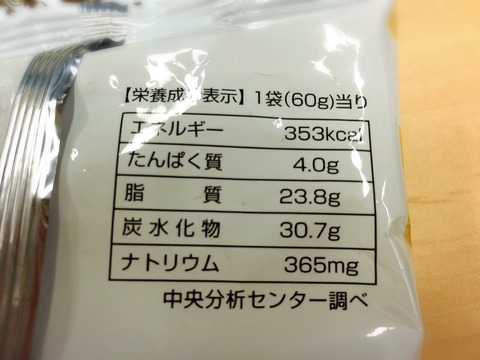 【栄養成分表示】1袋(60g)当り
エネルギー 353kcal
たんぱく質 4.0g
脂 質 23.8g
炭水化物 30.7g
ナトリウム 365mg
中央分析センター調べ